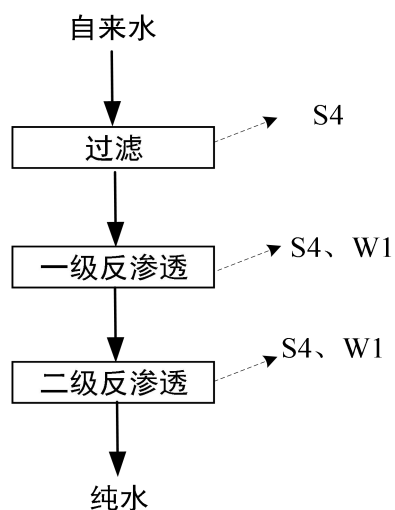 自来水
过滤
S4
一级反渗透
S4、W1
二级反渗透
S4、W1
纯水